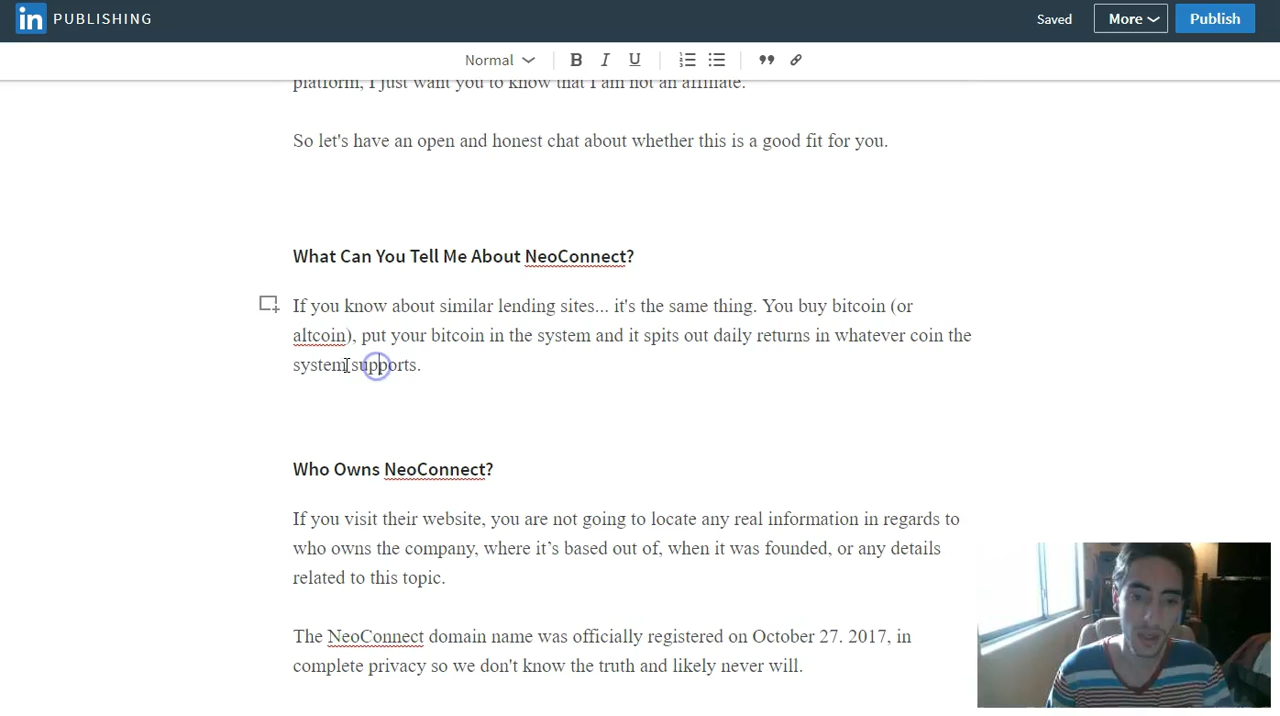 in PUBLISHING
Saved
More
Publish
Normal
B I U
platform, I just want you to know that I am not an affiliate.
So let's have an open and honest chat about whether this is a good fit for you.
What Can You Tell Me About NeoConnect?
If you know about similar lending sites... it's the same thing. You buy bitcoin (or
altcoin), put your bitcoin in the system and it spits out daily returns in whatever coin the
system supports.
Who Owns NeoConnect?
If you visit their website, you are not going to locate any real information in regards to
who owns the company, where it’s based out of, when it was founded, or any details
related to this topic.
The NeoConnect domain name was officially registered on October 27. 2017, in
complete privacy so we don't know the truth and likely never will.